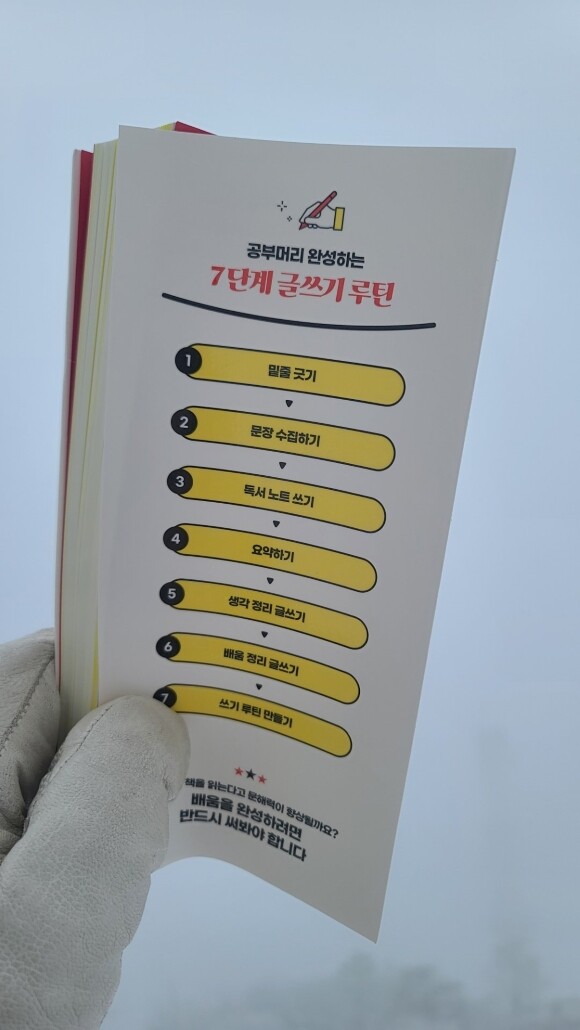 공부머리 완성하는
7단계 글쓰기 루틴
1 밑줄 긋기
2 문장 수집하기
3 독서 노트 쓰기
4 요약하기
5 생각 정리 글쓰기
6 배움 정리 글쓰기
7 쓰기 루틴 만들기
책을 읽는다고 문해력이 향상될까요?
배움을 완성하려면
반드시 써봐야 합니다